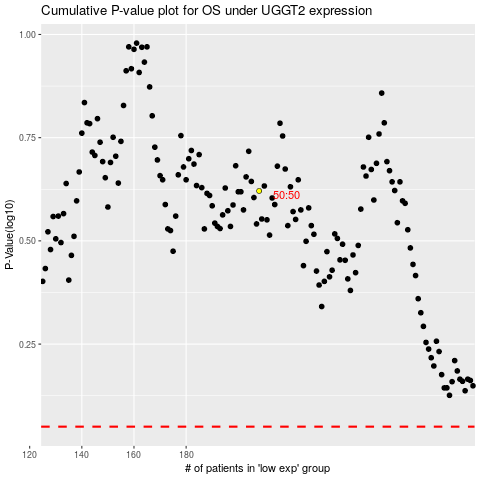 Cumulative P-value plot for OS under UGGT2 expression
P-Value(log10)
1.00
0.75
0.50
0.25
50:50
120 140 160 180
# of patients in 'low exp' group